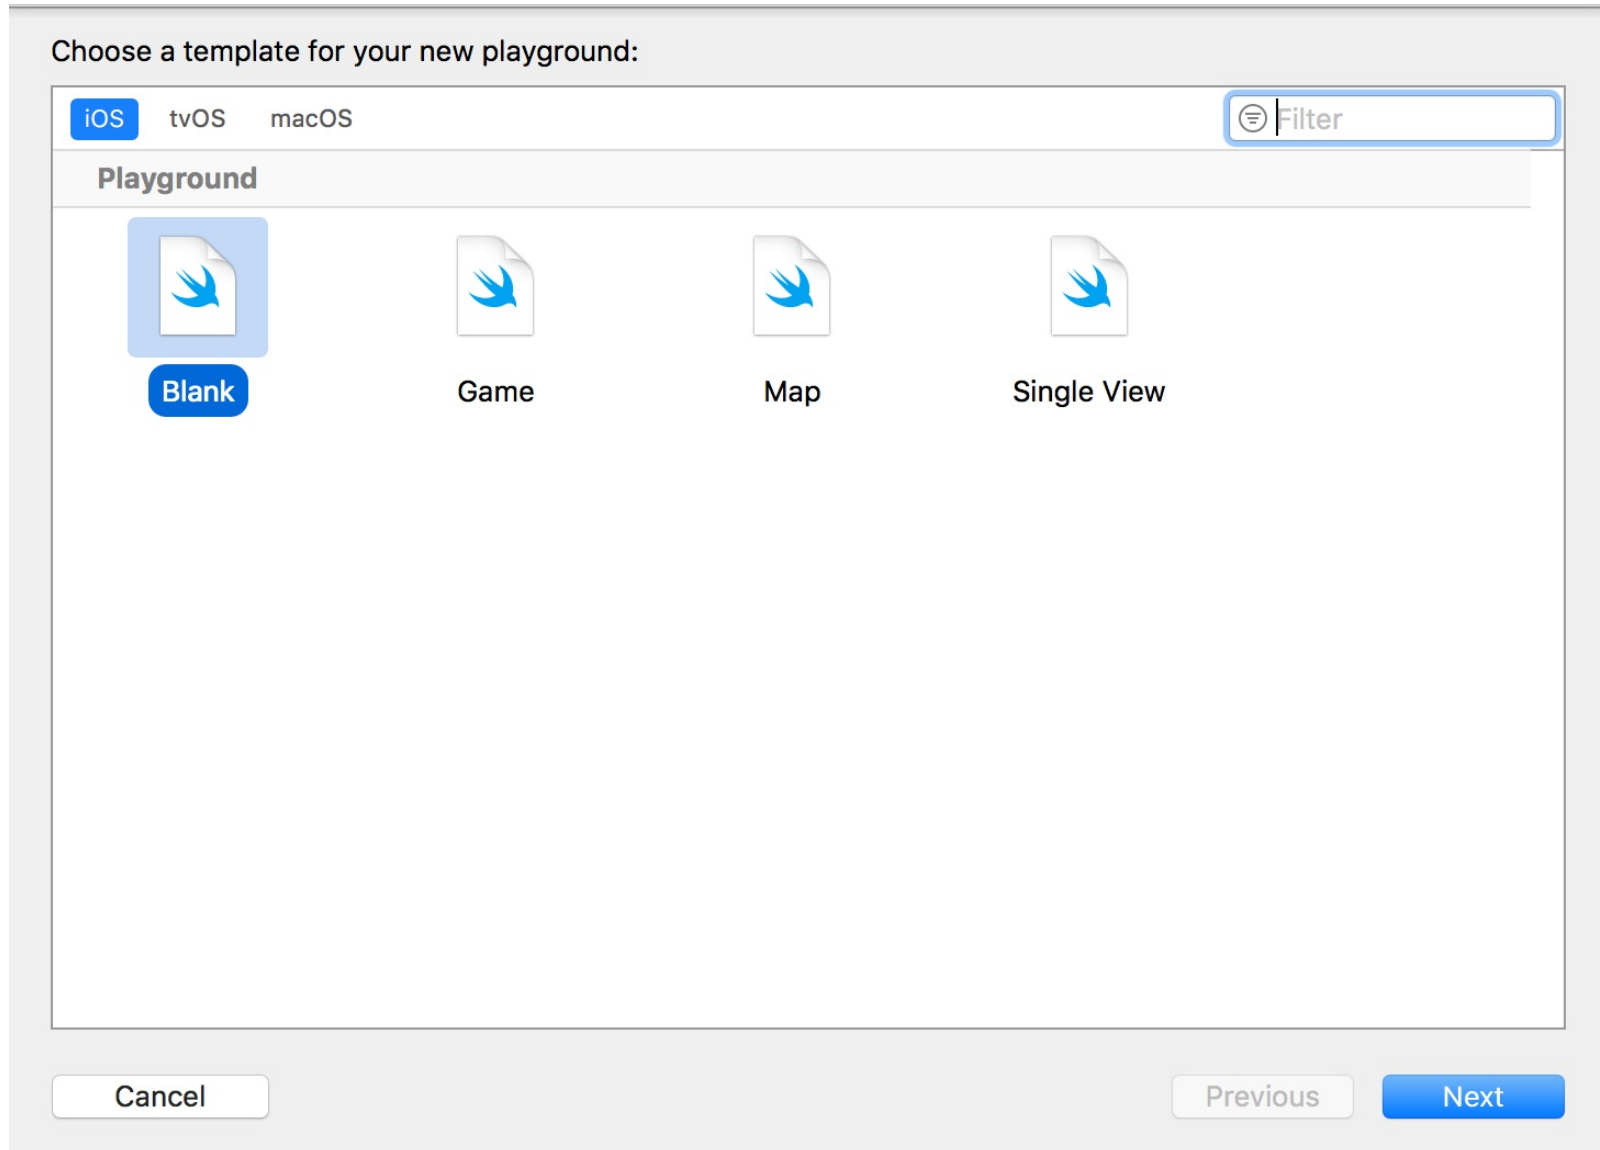 Choose a template for your new playground:
iOS tvOS macOS Filter
Playground
Blank Game Map Single View
Cancel Previous Next